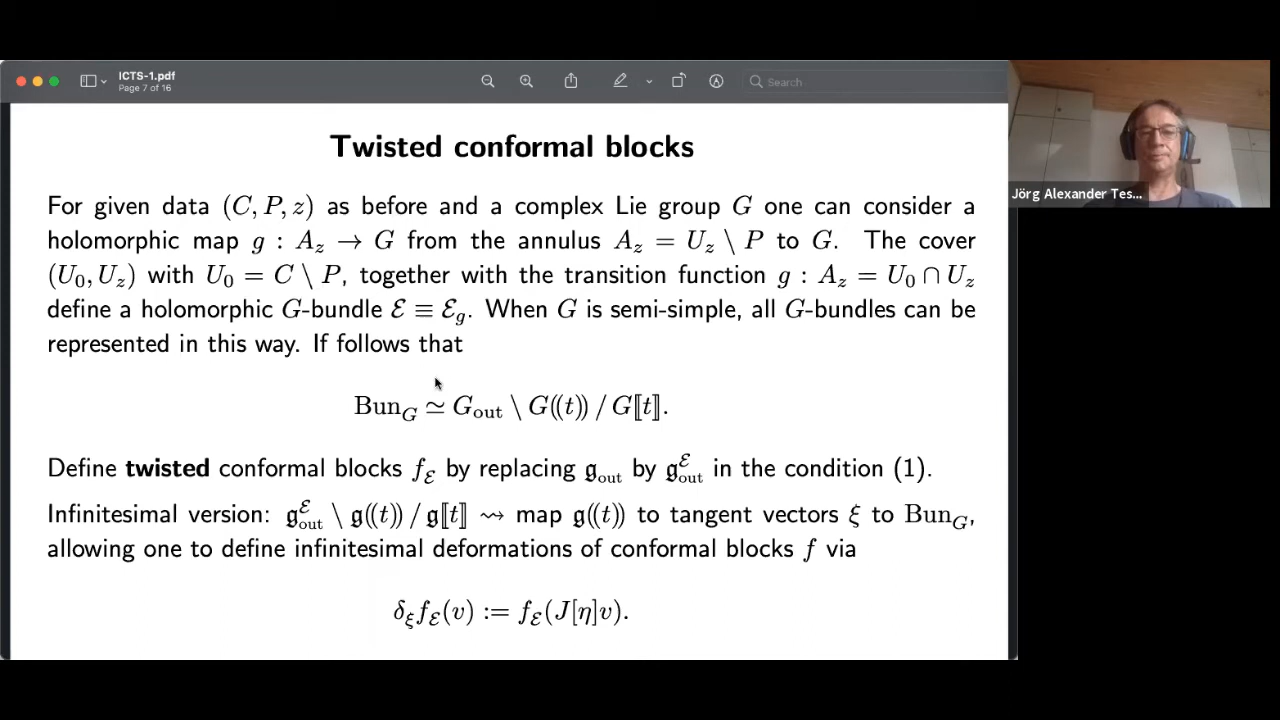 ICTS-1.pdf
Page 7 of 16
Search
Twisted conformal blocks
For given data (C, P, z) as before and a complex Lie group G one can consider a
holomorphic map g : A_z → G from the annulus A_z = U_z \ P to G. The cover
(U_0, U_z) with U_0 = C \ P, together with the transition function g : A_z = U_0 ∩ U_z
define a holomorphic G-bundle ℰ ≡ ℰ_g. When G is semi-simple, all G-bundles can be
represented in this way. If follows that
Bun_G ≃ G_out \ G((t)) / G[[t]].
Define twisted conformal blocks f_ℰ by replacing 𝔤_out by 𝔤^ℰ_out in the condition (1).
Infinitesimal version: 𝔤^ℰ_out \ 𝔤((t)) / 𝔤[[t]] ⇝ map 𝔤((t)) to tangent vectors ξ to Bun_G,
allowing one to define infinitesimal deformations of conformal blocks f via
δ_ξ f_ℰ(v) := f_ℰ(J[η]v).
Jörg Alexander Tes...